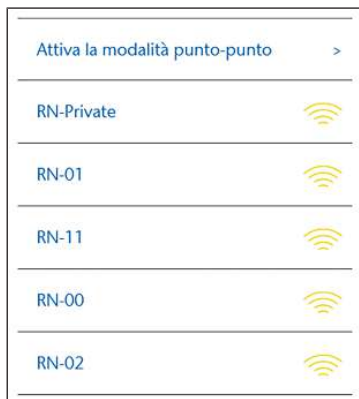 Attiva la modalità punto-punto >
RN-Private
RN-01
RN-11
RN-00
RN-02